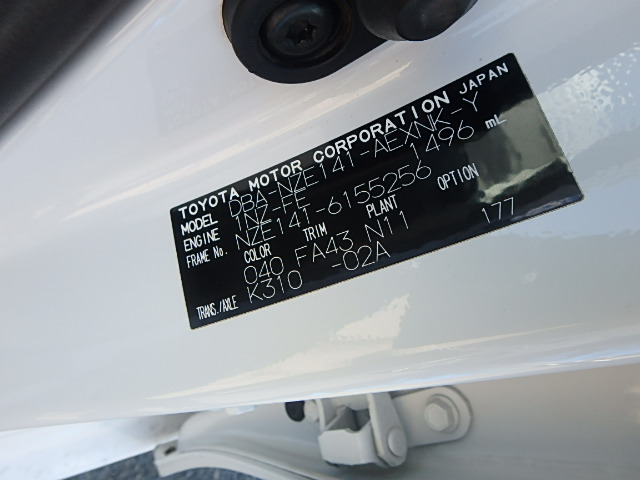 TOYOTA MOTOR CORPORATION JAPAN
MODEL DBA-NZE141-AEXNK-Y
ENGINE 1NZ-FE 1496 mL
FRAME No. NZE141-6155256
COLOR TRIM PLANT OPTION
040 FA43 N11 177
TRANS./AXLE K310 -02A